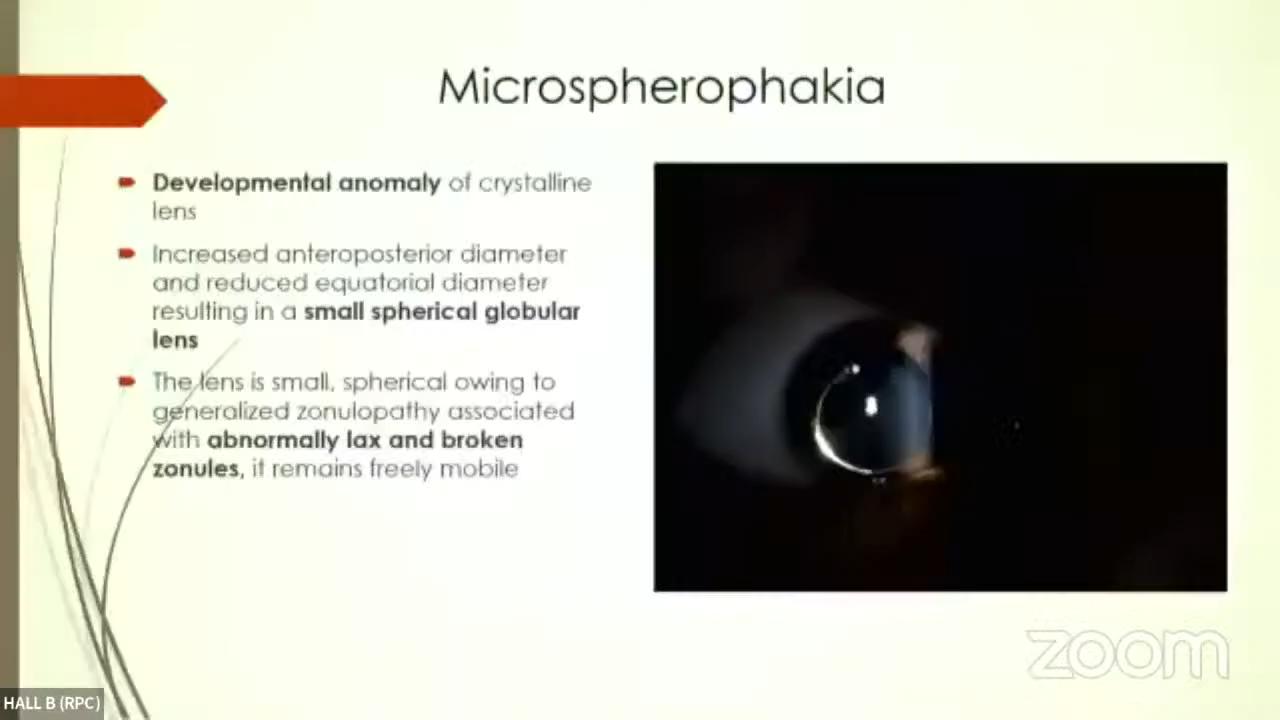 Microspherophakia
Developmental anomaly of crystalline
lens
Increased anteroposterior diameter
and reduced equatorial diameter
resulting in a small spherical globular
lens
The lens is small, spherical owing to
generalized zonulopathy associated
with abnormally lax and broken
zonules, it remains freely mobile
zoom
HALL B (RPC)